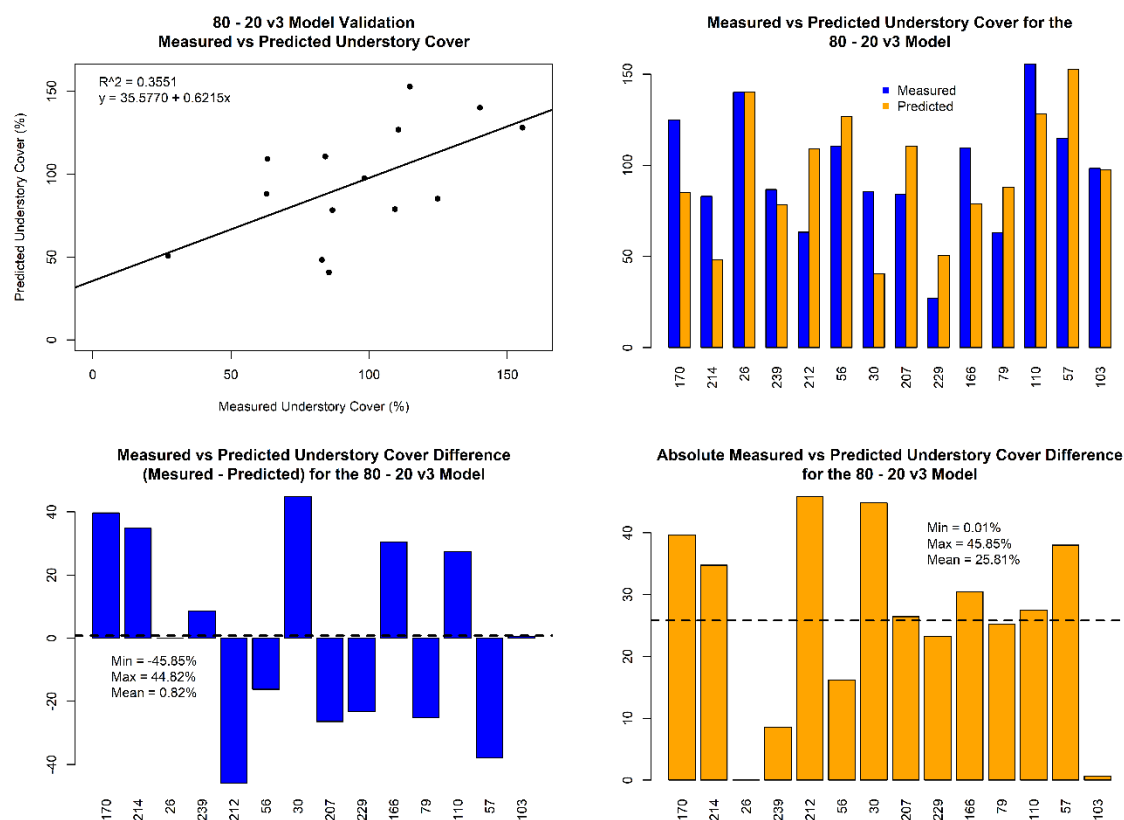 80 - 20 v3 Model Validation
Measured vs Predicted Understory Cover
R^2 = 0.3551
y = 35.5770 + 0.6215x
Predicted Understory Cover (%)
150
100
50
0
0 50 100 150
Measured Understory Cover (%)
Measured vs Predicted Understory Cover for the
80 - 20 v3 Model
Measured
Predicted
150
100
50
0
170 214 26 239 212 56 30 207 229 166 79 110 57 103
Measured vs Predicted Understory Cover Difference
(Mesured - Predicted) for the 80 - 20 v3 Model
40
20
0
-20
-40
Min = -45.85%
Max = 44.82%
Mean = 0.82%
170 214 26 239 212 56 30 207 229 166 79 110 57 103
Absolute Measured vs Predicted Understory Cover Difference
for the 80 - 20 v3 Model
Min = 0.01%
Max = 45.85%
Mean = 25.81%
40
30
20
10
0
170 214 26 239 212 56 30 207 229 166 79 110 57 103